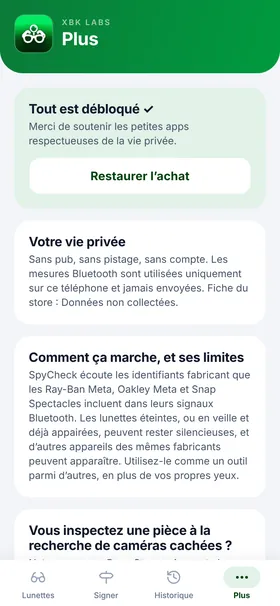 XBK LABS
Plus
Tout est débloqué ✓
Merci de soutenir les petites apps
respectueuses de la vie privée.
Restaurer l’achat
Votre vie privée
Sans pub, sans pistage, sans compte. Les
mesures Bluetooth sont utilisées uniquement
sur ce téléphone et jamais envoyées. Fiche du
store : Données non collectées.
Comment ça marche, et ses limites
SpyCheck écoute les identifiants fabricant que
les Ray-Ban Meta, Oakley Meta et Snap
Spectacles incluent dans leurs signaux
Bluetooth. Les lunettes éteintes, ou en veille et
déjà appairées, peuvent rester silencieuses, et
d’autres appareils des mêmes fabricants
peuvent apparaître. Utilisez-le comme un outil
parmi d’autres, en plus de vos propres yeux.
Vous inspectez une pièce à la
recherche de caméras cachées ?
Lunettes
Signer
Historique
Plus